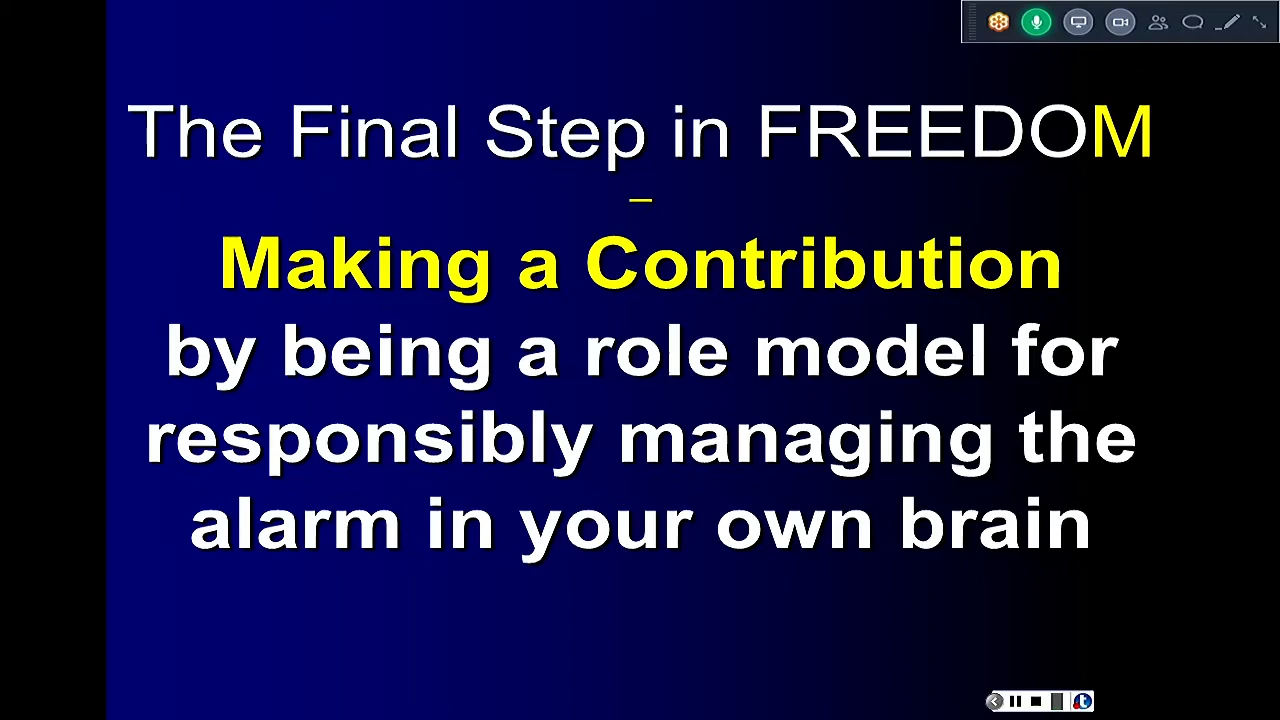 The Final Step in FREEDOM
–
Making a Contribution
by being a role model for
responsibly managing the
alarm in your own brain